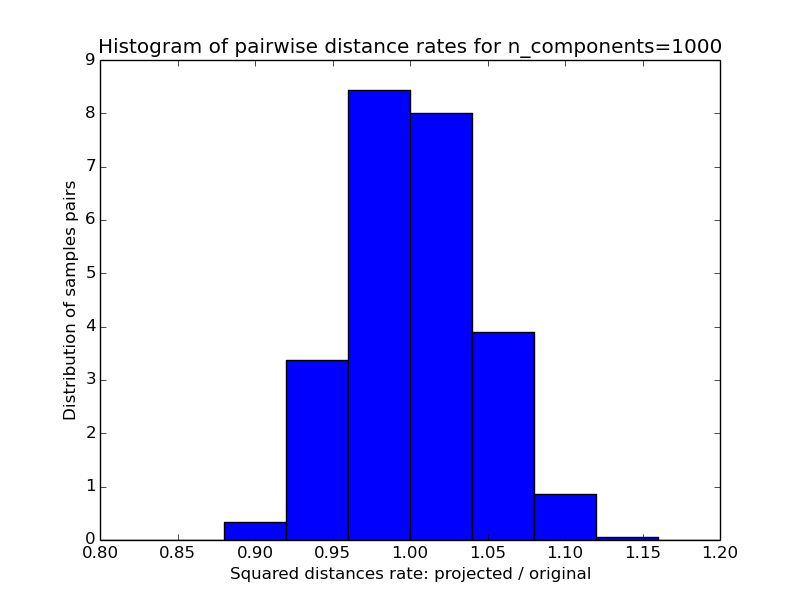 Histogram of pairwise distance rates for n_components=1000
9
8
7
6
5
4
3
2
1
0
Distribution of samples pairs
0.80 0.85 0.90 0.95 1.00 1.05 1.10 1.15 1.20
Squared distances rate: projected / original